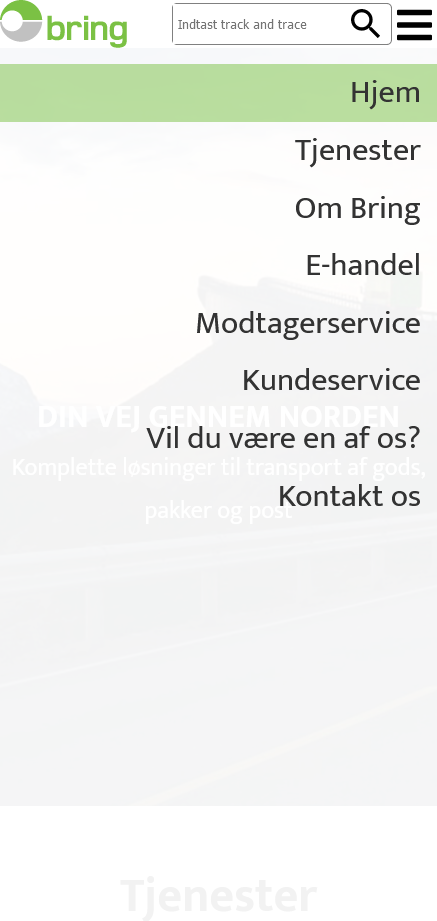 bring
Indtast track and trace
Hjem
Tjenester
Om Bring
E-handel
Modtagerservice
Kundeservice
DIN VEJ GENNEM NORDEN
Vil du være en af os?
Komplette løsninger til transport af gods,
Kontakt os
pakker og post
Tjenester